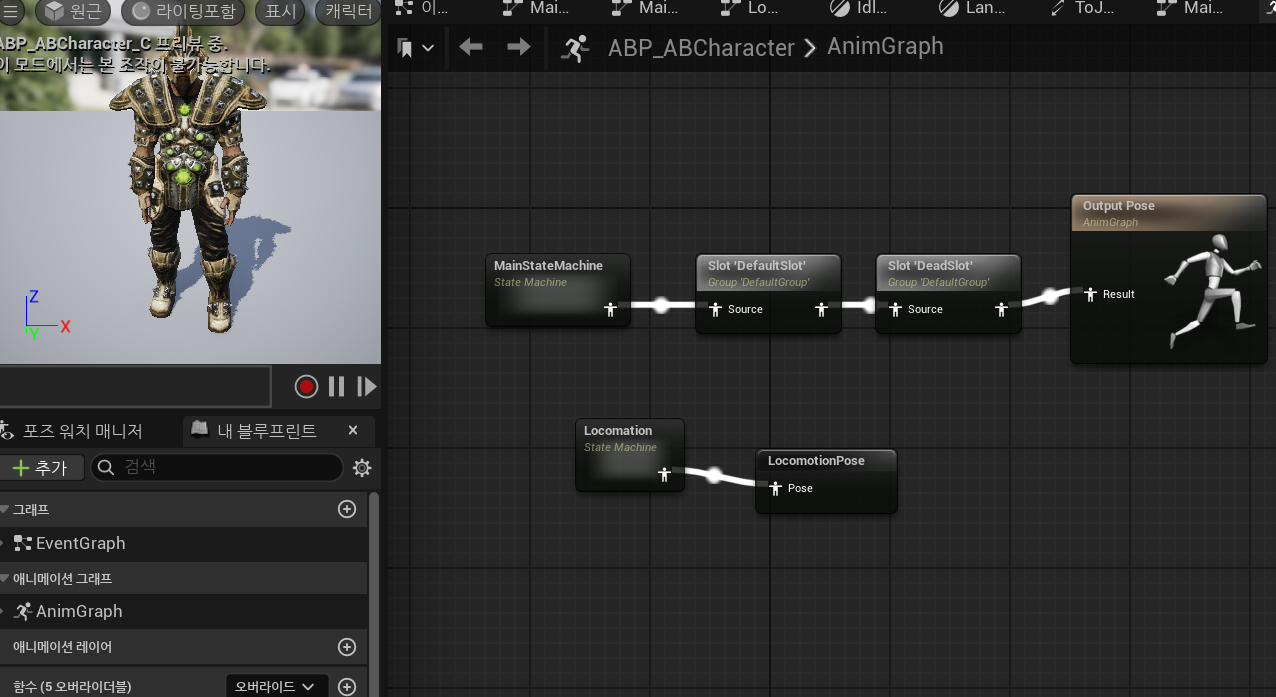 원근
라이팅포함
표시
캐릭터
ABP_ABCharacter_C 프리뷰 중.
이 모드에서는 본 조작이 불가능합니다.
Z
X
Y
포즈 워치 매니저
내 블루프린트
추가
검색
그래프
EventGraph
애니메이션 그래프
AnimGraph
애니메이션 레이어
함수 (5 오버라이더블)
오버라이드
이...
Mai...
Mai...
Lo...
Idl...
Lan...
ToJ...
Mai...
ABP_ABCharacter
AnimGraph
MainStateMachine
State Machine
Slot 'DefaultSlot'
Group 'DefaultGroup'
Source
Slot 'DeadSlot'
Group 'DefaultGroup'
Source
Output Pose
AnimGraph
Result
Locomation
State Machine
LocomotionPose
Pose